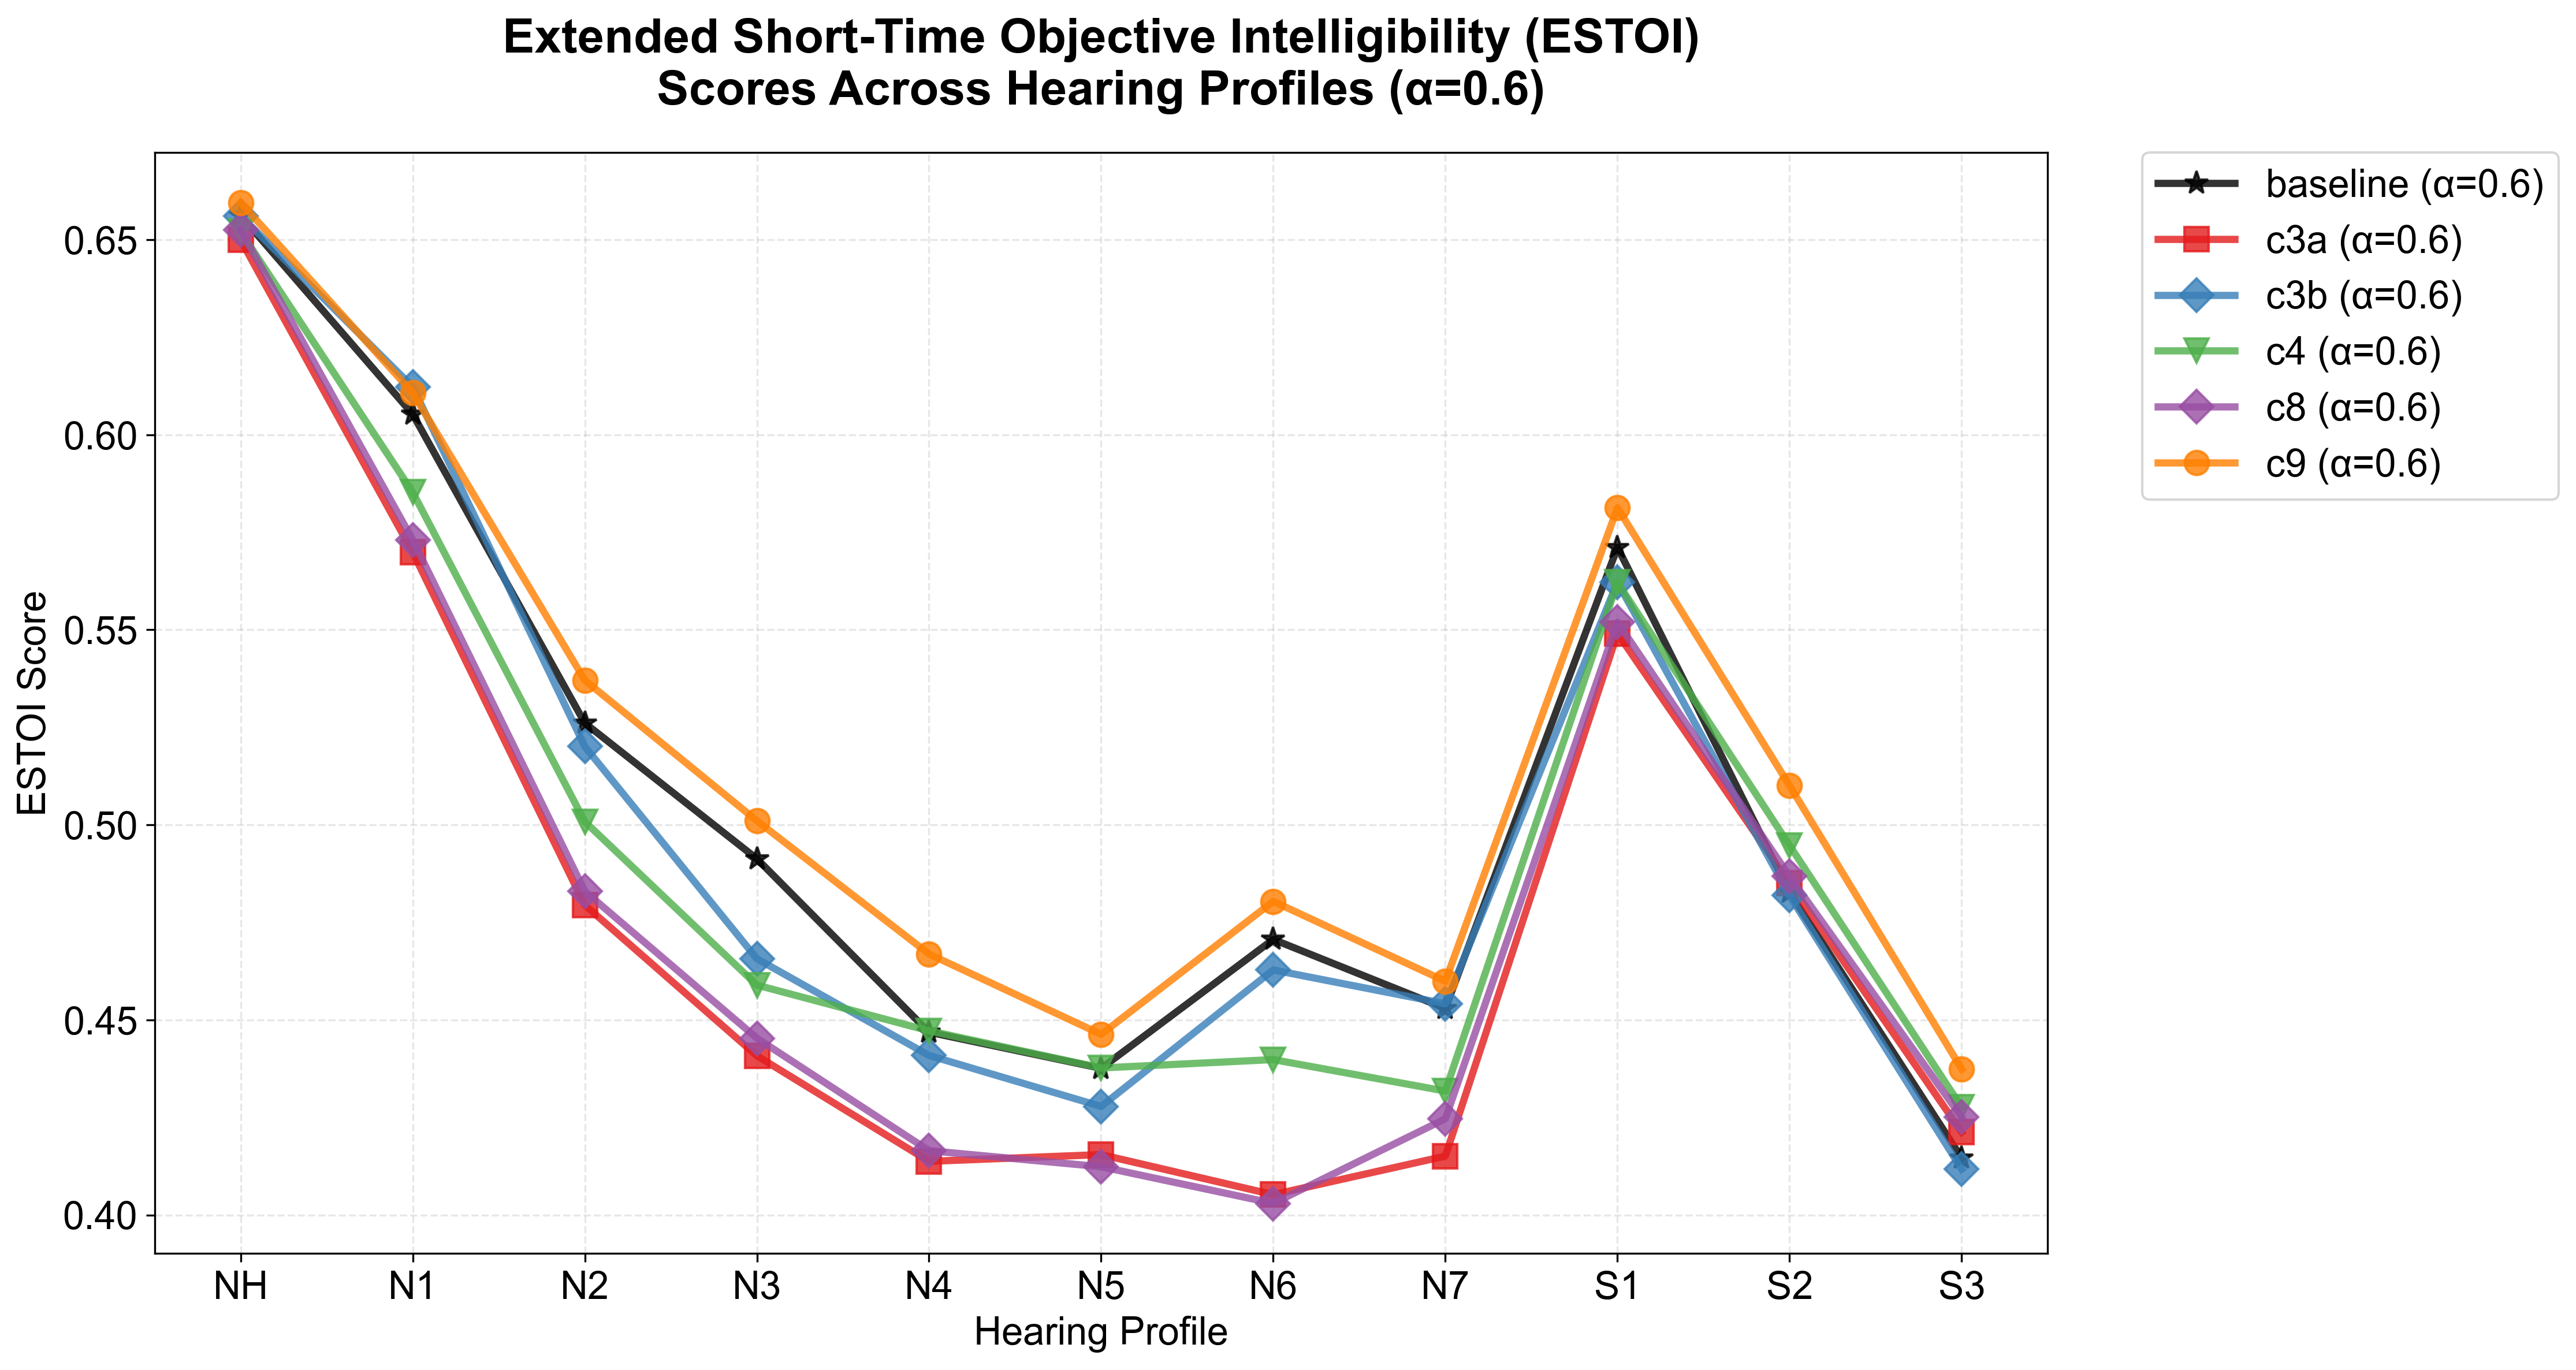 Extended Short-Time Objective Intelligibility (ESTOI)
Scores Across Hearing Profiles (α=0.6)
baseline (α=0.6)
c3a (α=0.6)
c3b (α=0.6)
c4 (α=0.6)
c8 (α=0.6)
c9 (α=0.6)
ESTOI Score
0.65
0.60
0.55
0.50
0.45
0.40
NH N1 N2 N3 N4 N5 N6 N7 S1 S2 S3
Hearing Profile